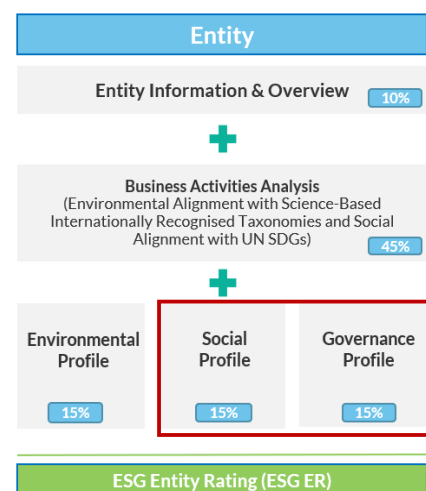 Entity
Entity Information & Overview
10%
Business Activities Analysis
(Environmental Alignment with Science-Based
Internationally Recognised Taxonomies and Social
Alignment with UN SDGs)
45%
Environmental
Profile
15%
Social
Profile
15%
Governance
Profile
15%
ESG Entity Rating (ESG ER)